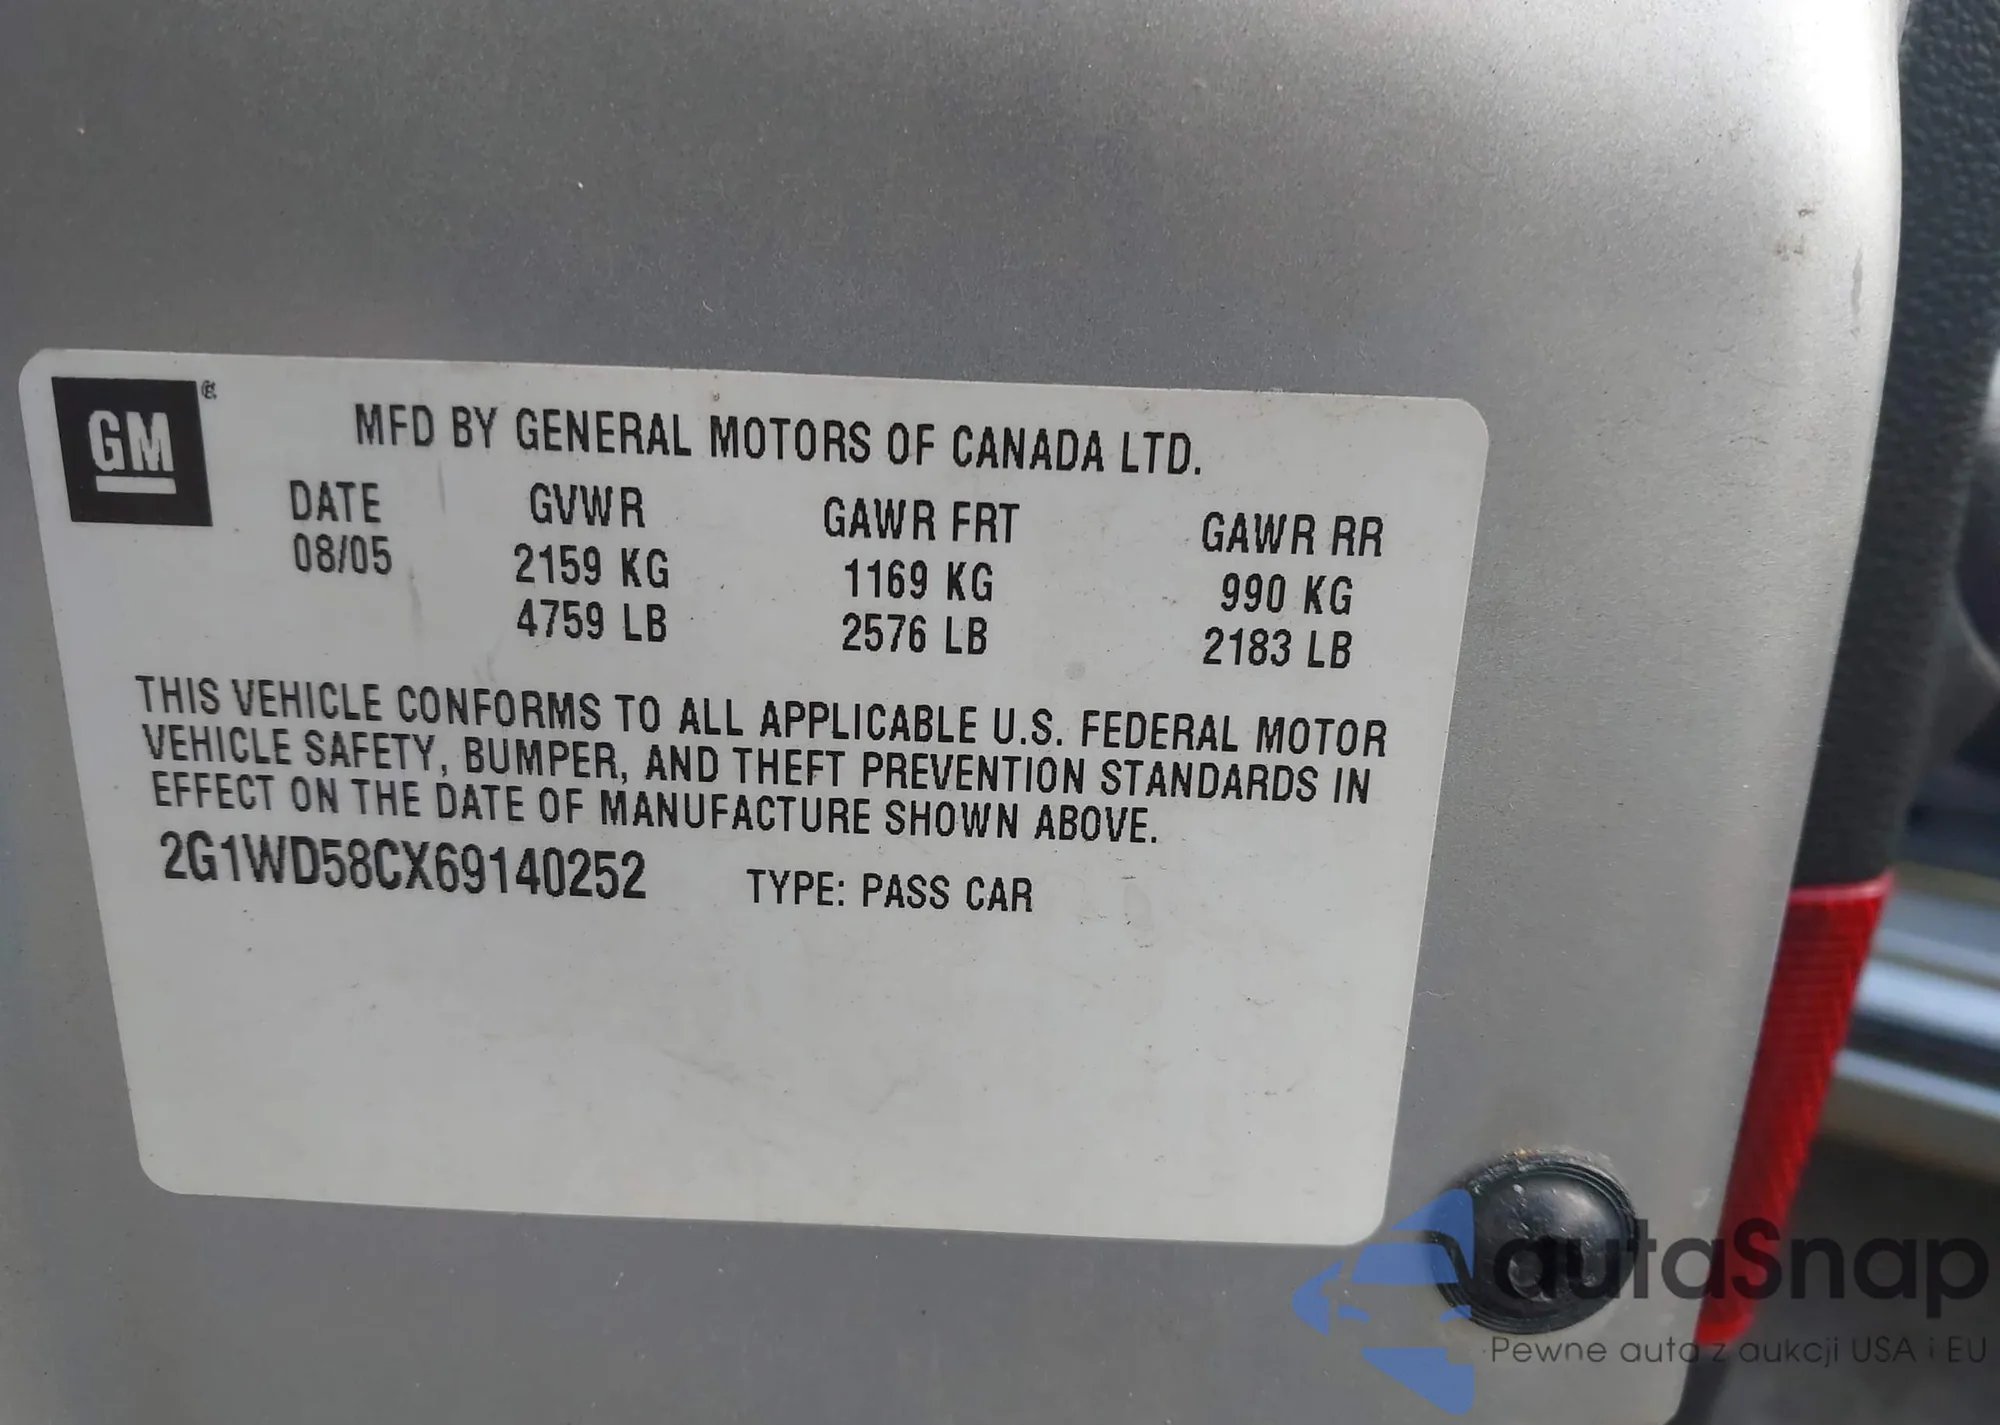 GM
MFD BY GENERAL MOTORS OF CANADA LTD.
DATE GVWR GAWR FRT GAWR RR
08/05 2159 KG 1169 KG 990 KG
4759 LB 2576 LB 2183 LB
THIS VEHICLE CONFORMS TO ALL APPLICABLE U.S. FEDERAL MOTOR
VEHICLE SAFETY, BUMPER, AND THEFT PREVENTION STANDARDS IN
EFFECT ON THE DATE OF MANUFACTURE SHOWN ABOVE.
2G1WD58CX69140252 TYPE: PASS CAR
autaSnap
Pewne auta z aukcji USA i EU